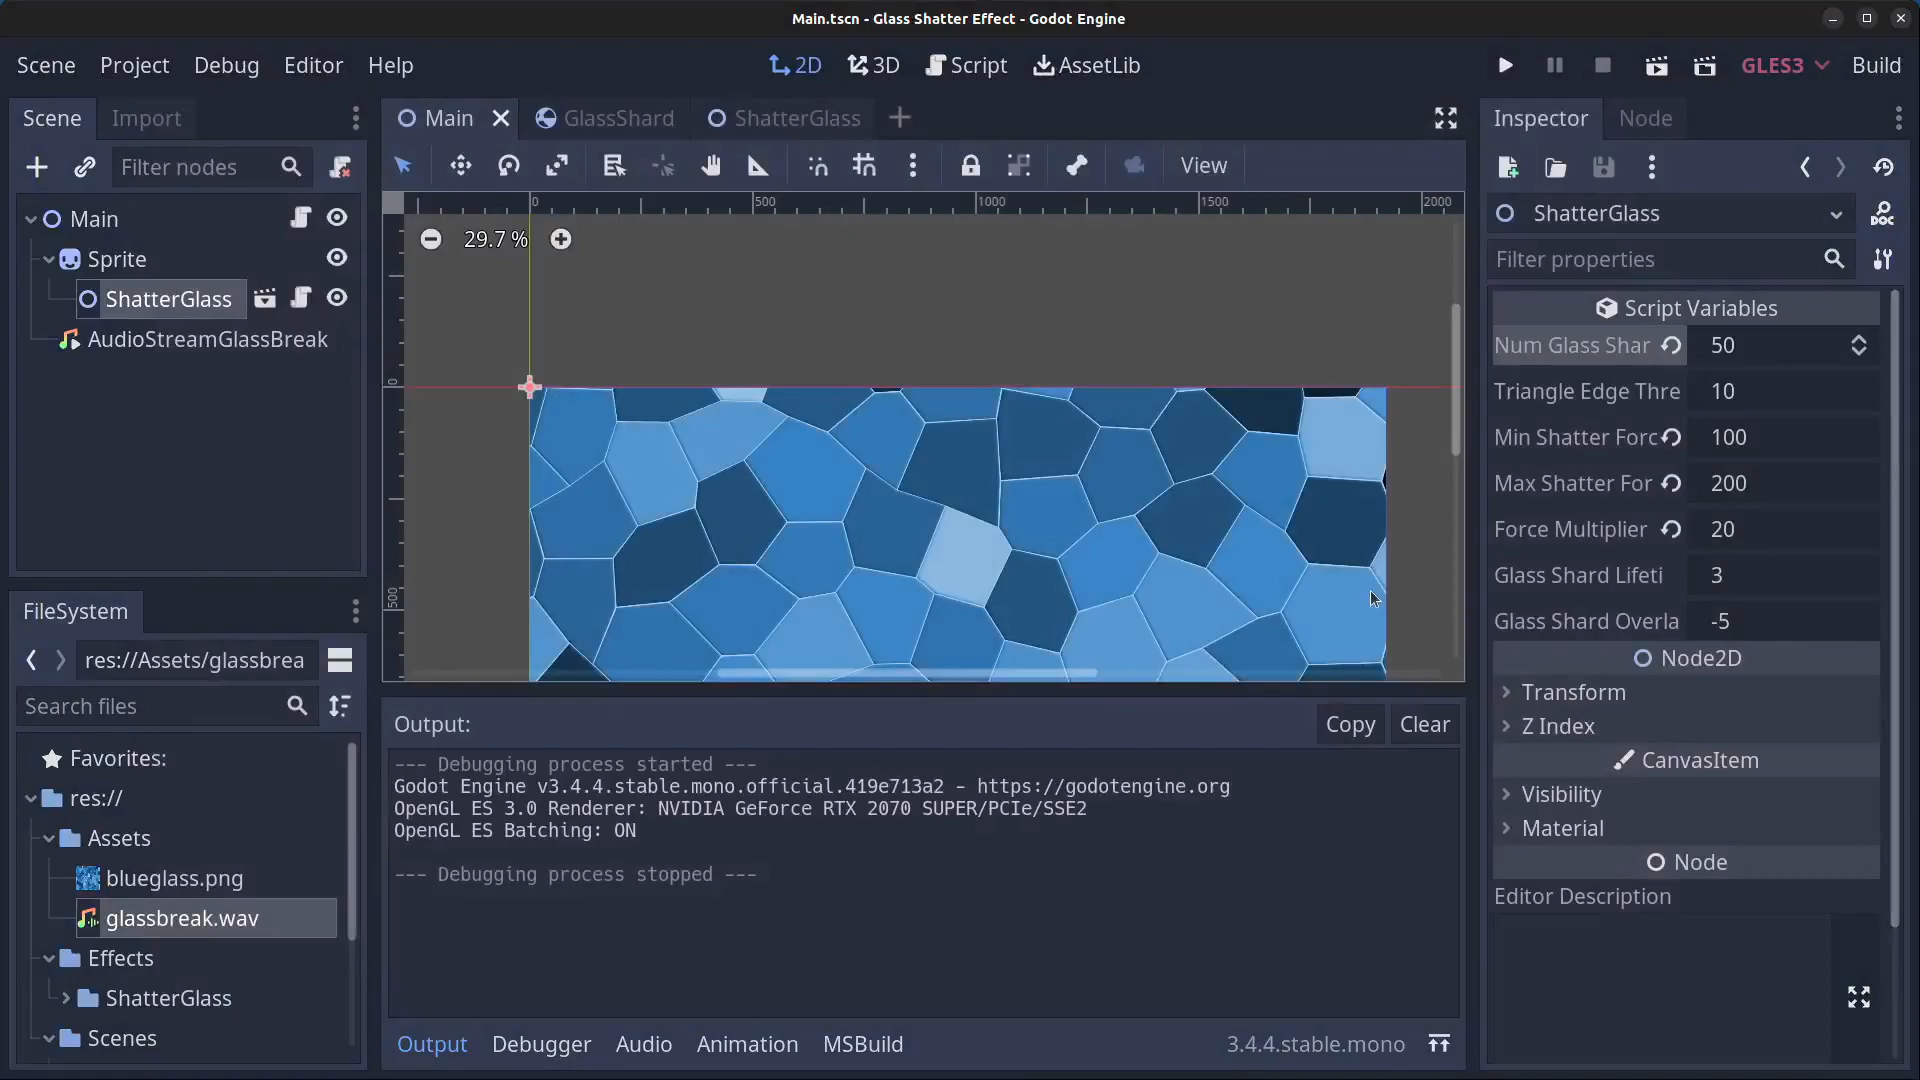 Main.tscn - Glass Shatter Effect - Godot Engine
Scene Project Debug Editor Help
2D 3D Script AssetLib
GLES3 Build
Scene Import
Filter nodes
Main
Sprite
ShatterGlass
AudioStreamGlassBreak
FileSystem
res://Assets/glassbrea
Search files
Favorites:
res://
Assets
blueglass.png
glassbreak.wav
Effects
ShatterGlass
Scenes
Main GlassShard ShatterGlass
View
0 500 1000 1500 2000
29.7 %
0
500
Output:
Copy Clear
--- Debugging process started ---
Godot Engine v3.4.4.stable.mono.official.419e713a2 - https://godotengine.org
OpenGL ES 3.0 Renderer: NVIDIA GeForce RTX 2070 SUPER/PCIe/SSE2
OpenGL ES Batching: ON
--- Debugging process stopped ---
Output Debugger Audio Animation MSBuild
3.4.4.stable.mono
Inspector Node
ShatterGlass
DOC
Filter properties
Script Variables
Num Glass Shar 50
Triangle Edge Thre 10
Min Shatter Forc 100
Max Shatter For 200
Force Multiplier 20
Glass Shard Lifeti 3
Glass Shard Overla -5
Node2D
Transform
Z Index
CanvasItem
Visibility
Material
Node
Editor Description